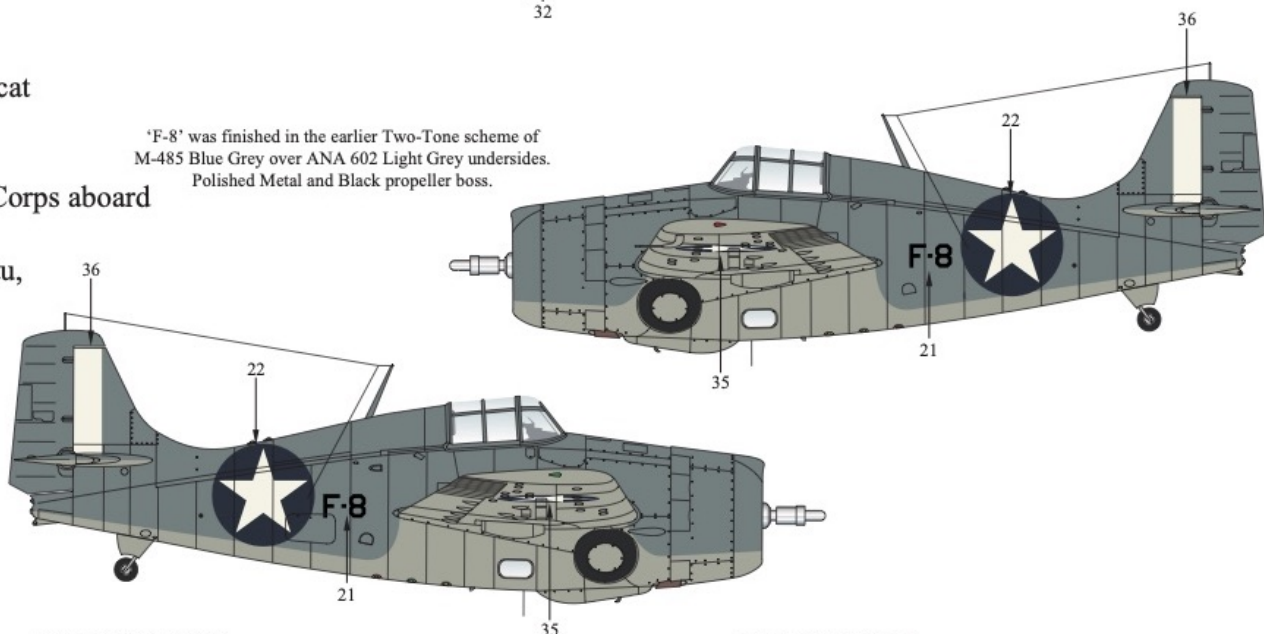 32
36
cat
22
'F-8' was finished in the earlier Two-Tone scheme of
M-485 Blue Grey over ANA 602 Light Grey undersides.
Polished Metal and Black propeller boss.
Corps aboard
F-8
u,
36
21
35
22
F-8
21
35